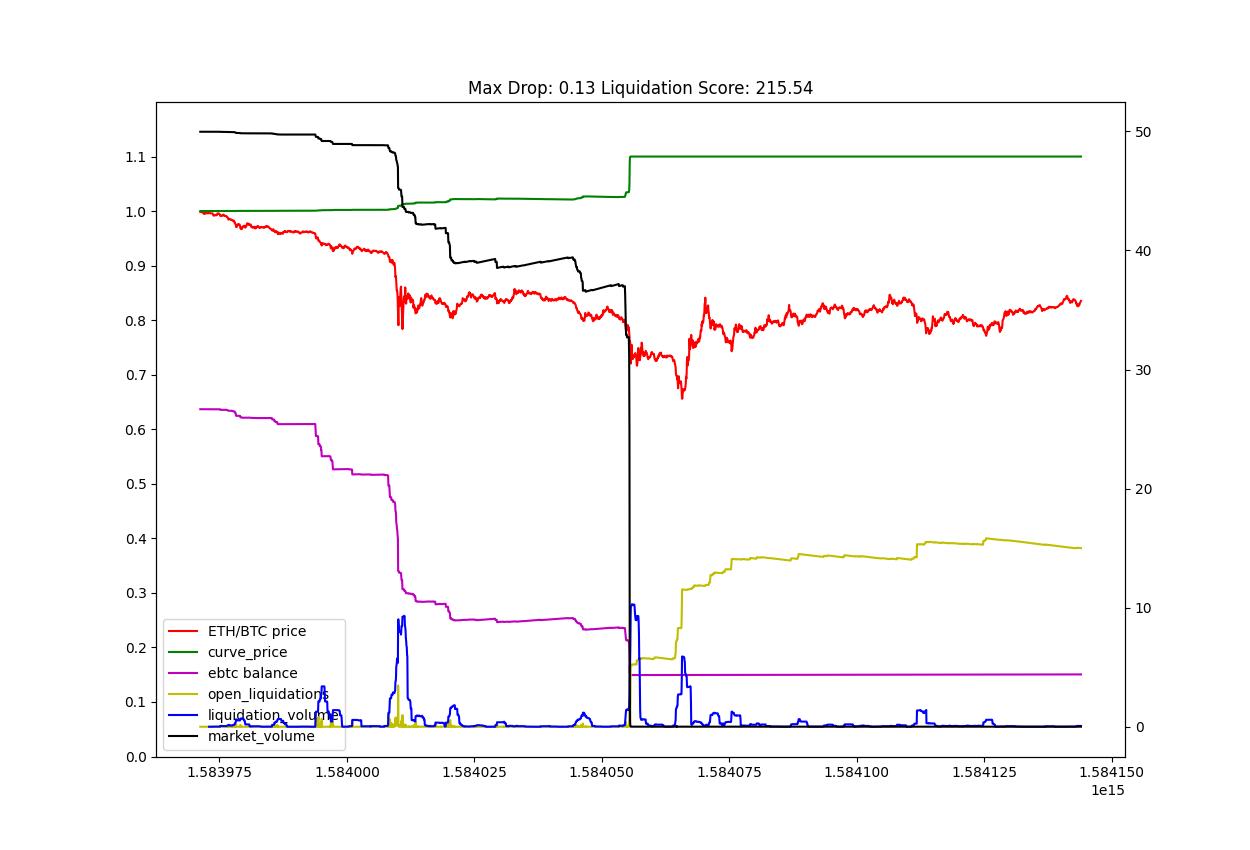 Max Drop: 0.13 Liquidation Score: 215.54
1.1
1.0
0.9
0.8
0.7
0.6
0.5
0.4
0.3
0.2
0.1
0.0
50
40
30
20
10
0
ETH/BTC price
curve_price
ebtc balance
open_liquidations
liquidation_volume
market_volume
1.583975 1.584000 1.584025 1.584050 1.584075 1.584100 1.584125 1.584150
1e15